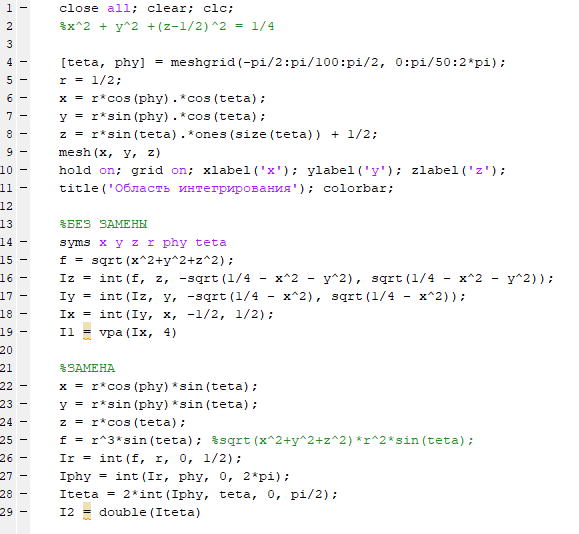 1 – close all; clear; clc;
2 %x^2 + y^2 +(z-1/2)^2 = 1/4
3
4 – [teta, phy] = meshgrid(-pi/2:pi/100:pi/2, 0:pi/50:2*pi);
5 – r = 1/2;
6 – x = r*cos(phy).*cos(teta);
7 – y = r*sin(phy).*cos(teta);
8 – z = r*sin(teta).*ones(size(teta)) + 1/2;
9 – mesh(x, y, z)
10 – hold on; grid on; xlabel('x'); ylabel('y'); zlabel('z');
11 – title('Область интегрирования'); colorbar;
12
13 %БЕЗ ЗАМЕНЫ
14 – syms x y z r phy teta
15 – f = sqrt(x^2+y^2+z^2);
16 – Iz = int(f, z, -sqrt(1/4 - x^2 - y^2), sqrt(1/4 - x^2 - y^2));
17 – Iy = int(Iz, y, -sqrt(1/4 - x^2), sqrt(1/4 - x^2));
18 – Ix = int(Iy, x, -1/2, 1/2);
19 – I1 = vpa(Ix, 4)
20
21 %ЗАМЕНА
22 – x = r*cos(phy)*sin(teta);
23 – y = r*sin(phy)*sin(teta);
24 – z = r*cos(teta);
25 – f = r^3*sin(teta); %sqrt(x^2+y^2+z^2)*r^2*sin(teta);
26 – Ir = int(f, r, 0, 1/2);
27 – Iphy = int(Ir, phy, 0, 2*pi);
28 – Iteta = 2*int(Iphy, teta, 0, pi/2);
29 – I2 = double(Iteta)